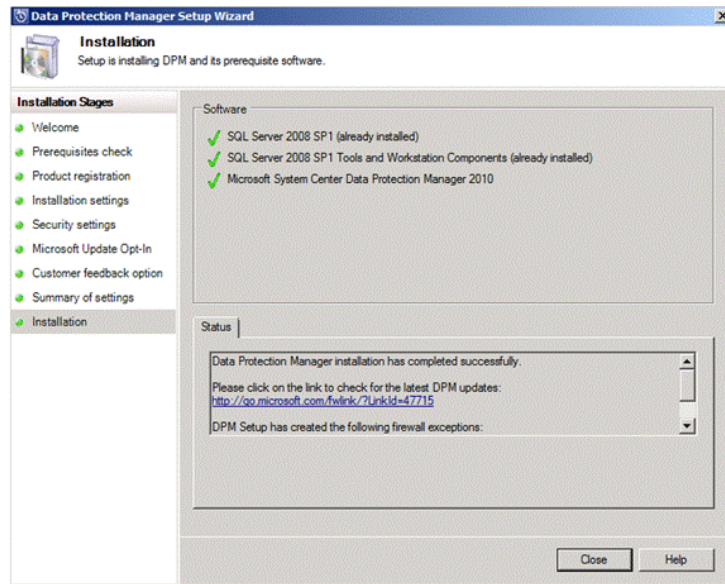 Data Protection Manager Setup Wizard
Installation
Setup is installing DPM and its prerequisite software.
Installation Stages
Welcome
Prerequisites check
Product registration
Installation settings
Security settings
Microsoft Update Opt-In
Customer feedback option
Summary of settings
Installation
Software
SQL Server 2008 SP1 (already installed)
SQL Server 2008 SP1 Tools and Workstation Components (already installed)
Microsoft System Center Data Protection Manager 2010
Status
Data Protection Manager installation has completed successfully.
Please click on the link to check for the latest DPM updates:
http://go.microsoft.com/fwlink/?LinkId=47715
DPM Setup has created the following firewall exceptions:
Close
Help